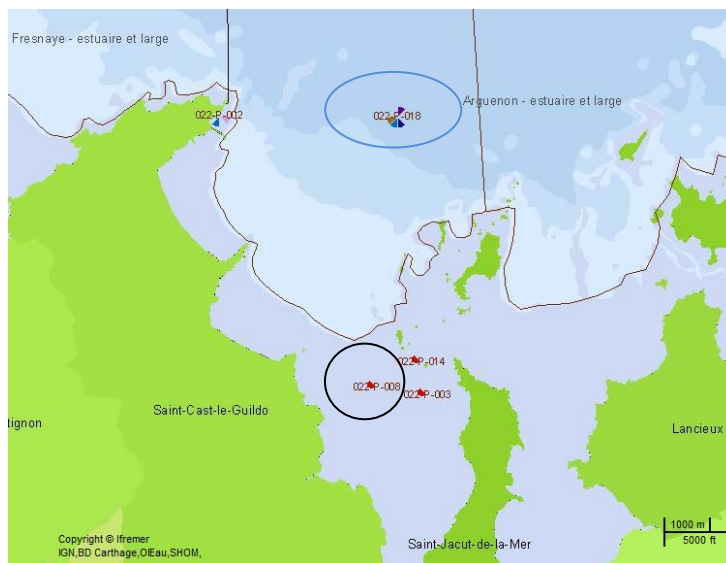 Fresnaye - estuaire et large
Arguenon - estuaire et large
022-P-002
022-P-018
022-P-014
022-P-008
022-P-003
Saint-Cast-le-Guildo
tignon
Lancieux
1000 m
5000 ft
Copyright © Ifremer
IGN,BD Carthage,OIEau,SHOM,
Saint-Jacut-de-la-Mer